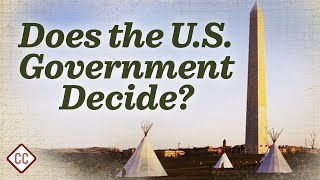 Does the U.S.
Government
Decide?
CC